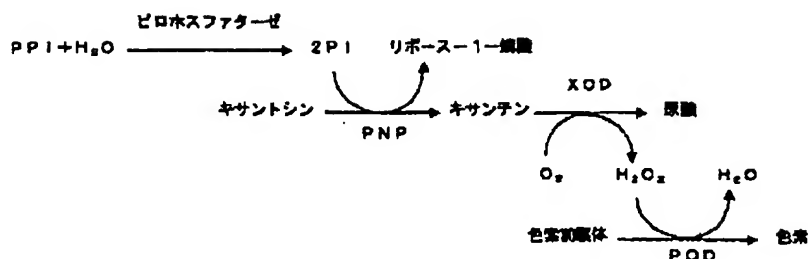 ピロホスファターゼ
PPi+H₂O 2Pi リボース-1-燐酸
XOD
キサントシン キサンテン 尿酸
PNP
O₂ H₂O₂ H₂O
色素前駆体 色素
POD